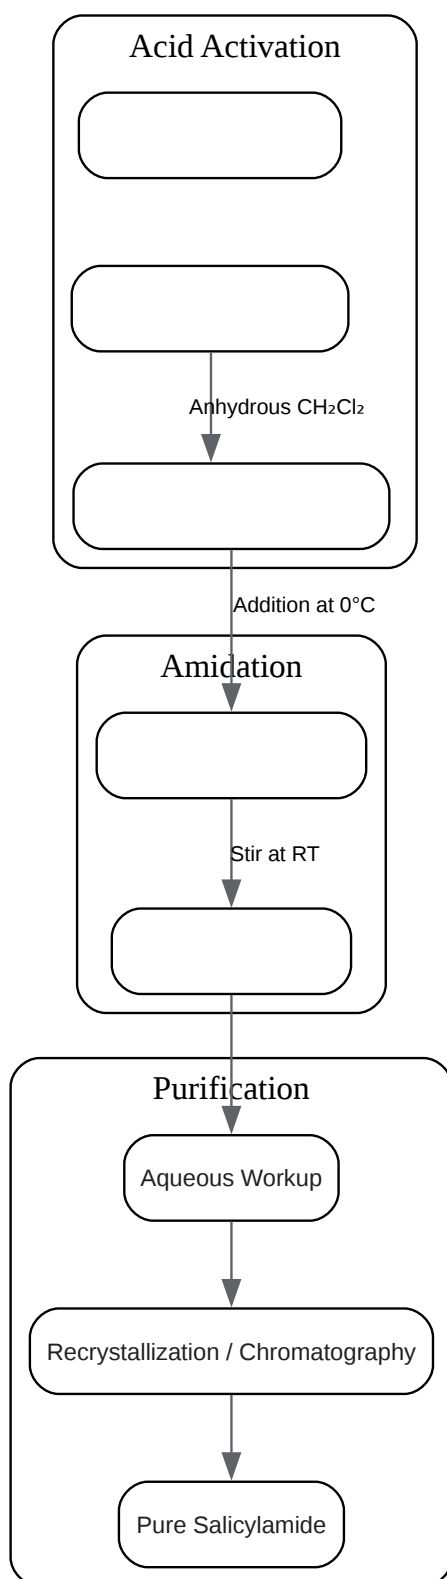 Acid Activation
Anhydrous CH₂Cl₂
Addition at 0°C
Amidation
Stir at RT
Purification
Aqueous Workup
Recrystallization / Chromatography
Pure Salicylamide